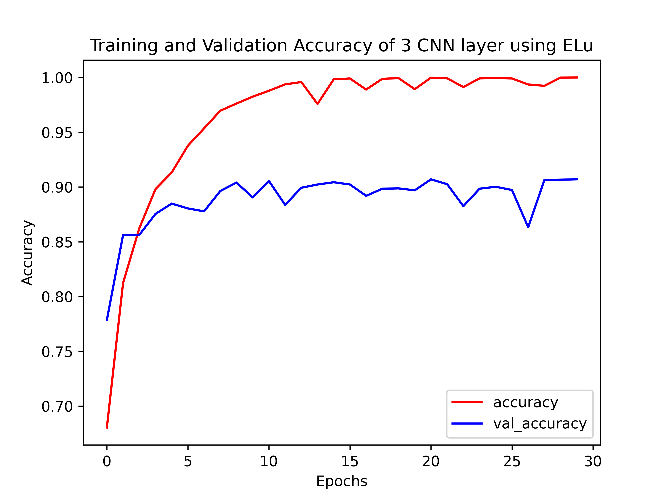 Training and Validation Accuracy of 3 CNN layer using ELu
1.00
0.95
0.90
0.85
0.80
0.75
0.70
Accuracy
0 5 10 15 20 25 30
Epochs
accuracy
val_accuracy